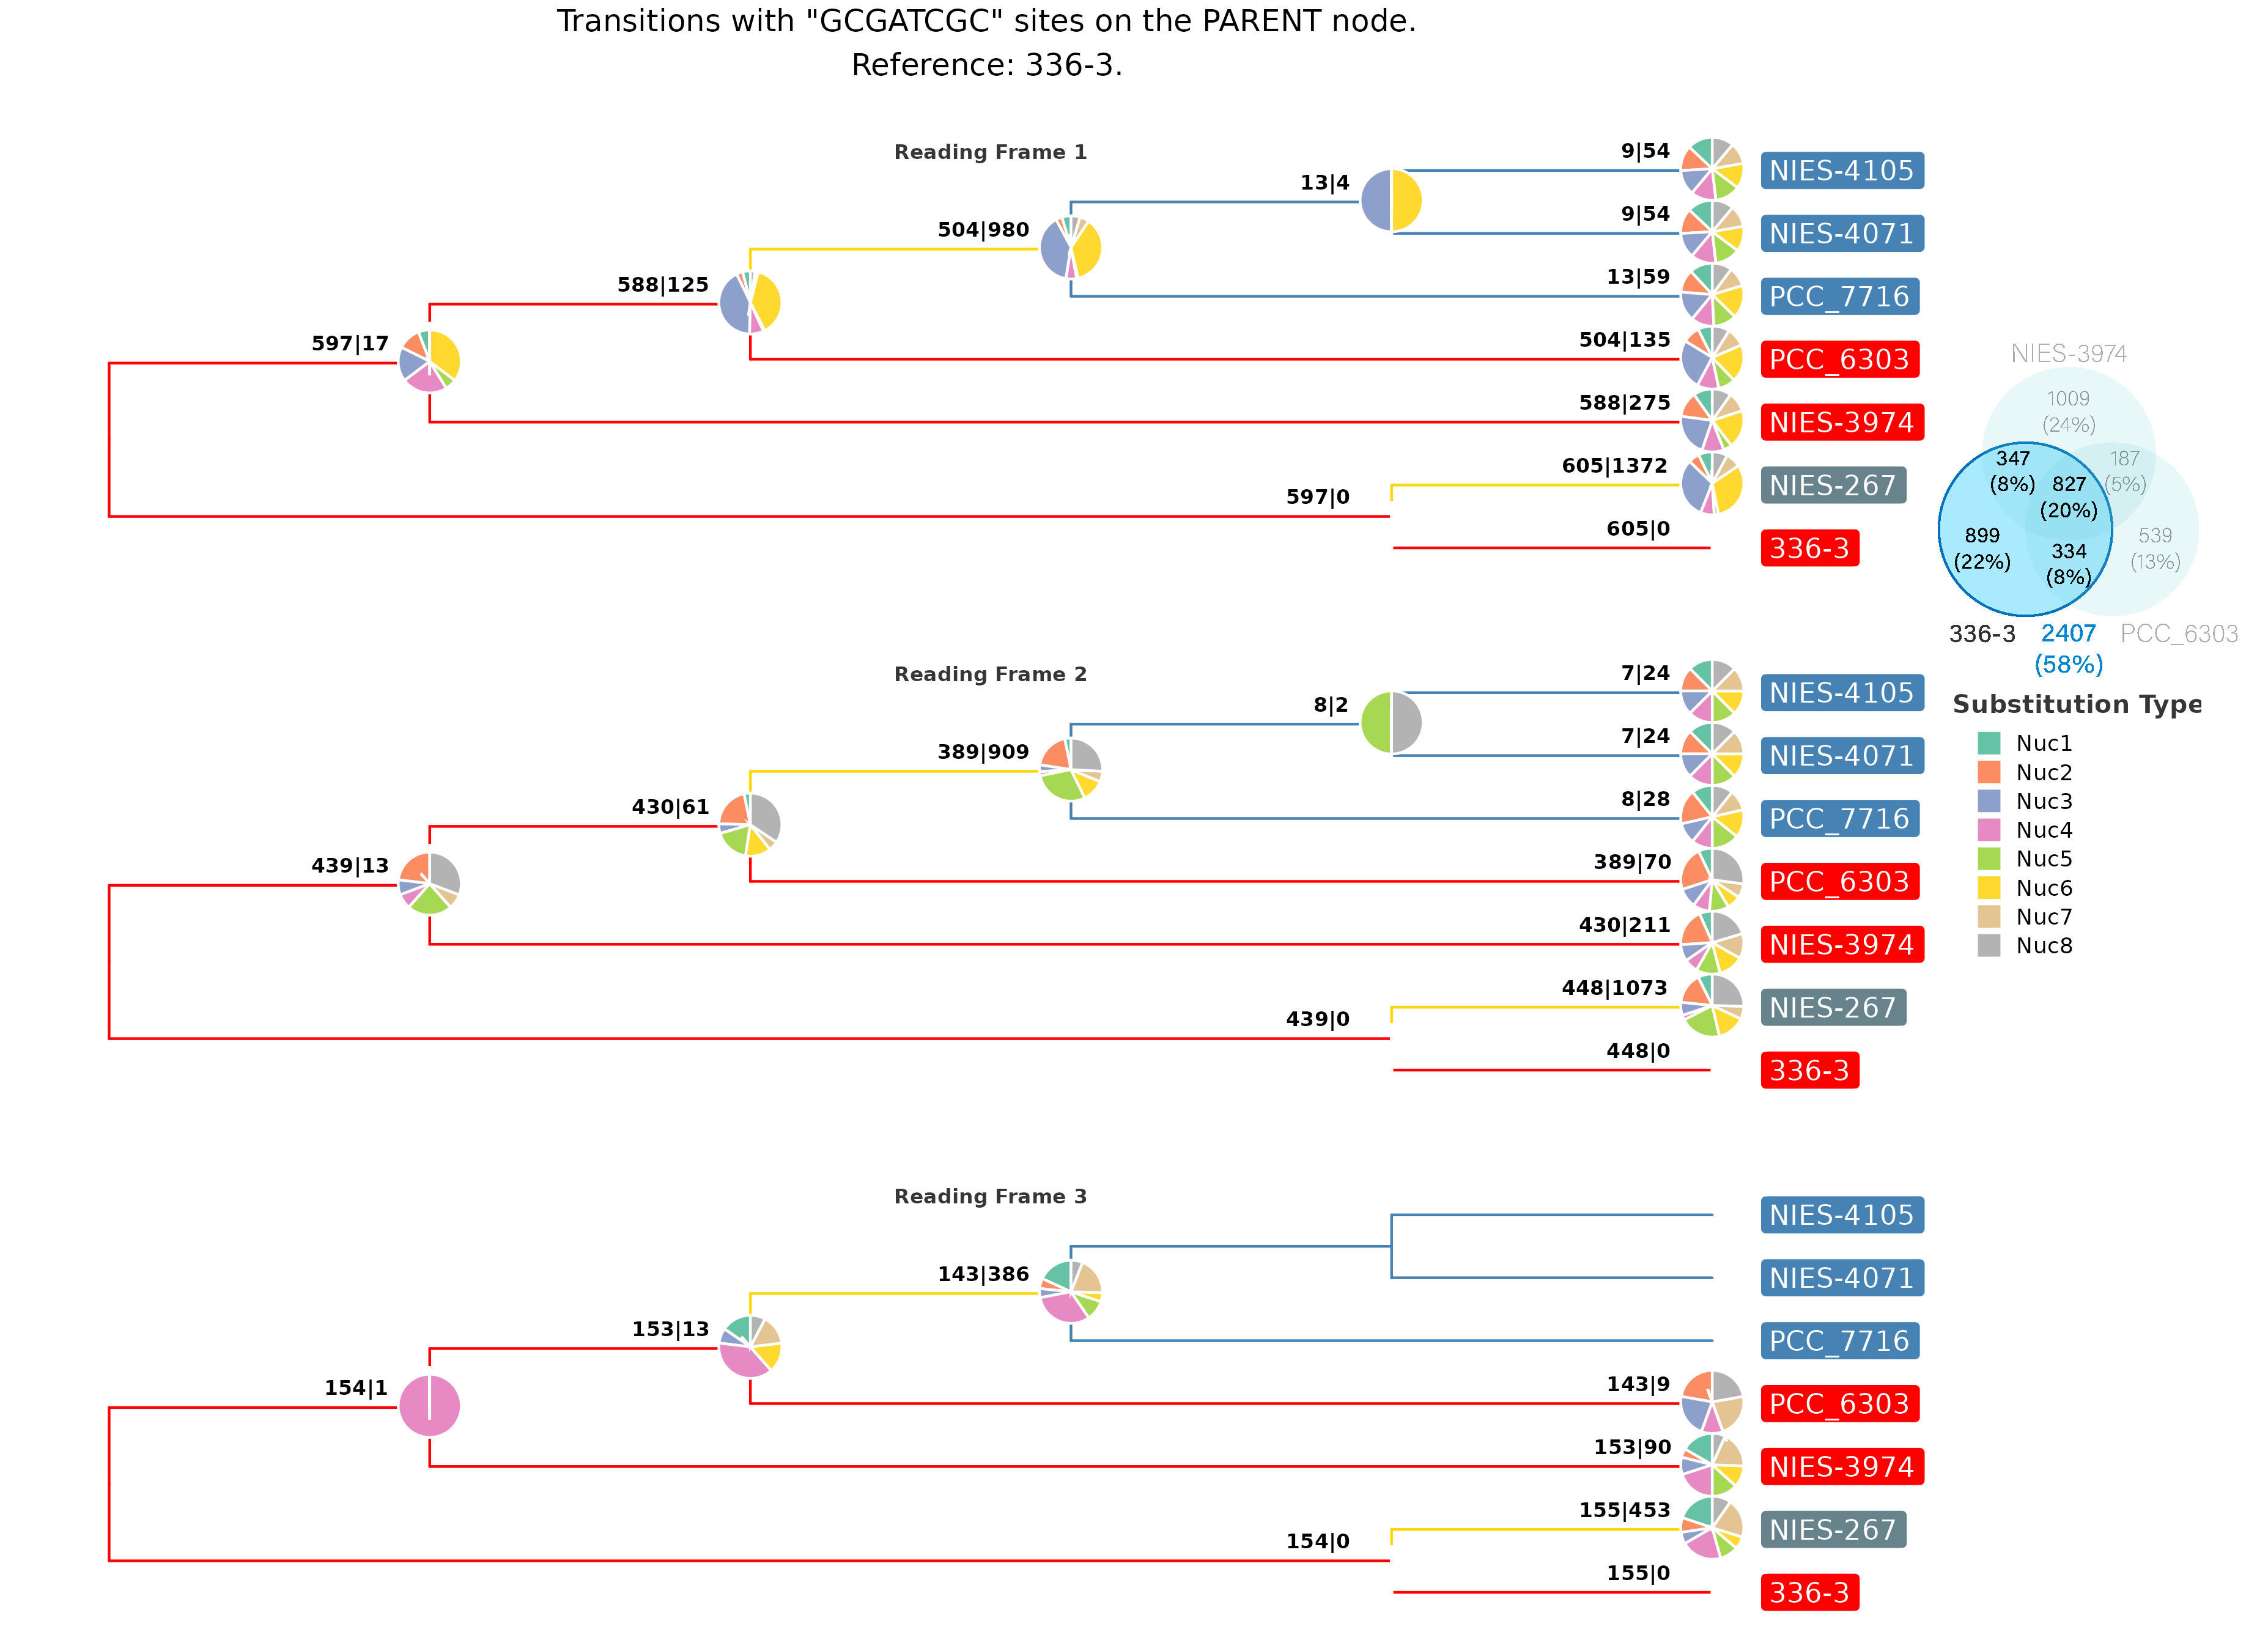 Transitions with "GCGATCGC" sites on the PARENT node.
Reference: 336-3.
Reading Frame 1
9|54
NIES-4105
13|4
9|54
NIES-4071
504|980
13|59
PCC_7716
588|125
504|135
PCC_6303
597|17
588|275
NIES-3974
605|1372
NIES-267
597|0
605|0
336-3
NIES-3974
1009
(24%)
347
(8%)
187
(5%)
827
(20%)
899
(22%)
539
(13%)
334
(8%)
336-3
2407
(58%)
PCC_6303
Reading Frame 2
7|24
NIES-4105
8|2
7|24
NIES-4071
389|909
8|28
PCC_7716
430|61
389|70
PCC_6303
439|13
430|211
NIES-3974
448|1073
NIES-267
439|0
448|0
336-3
Substitution Type
Nuc1
Nuc2
Nuc3
Nuc4
Nuc5
Nuc6
Nuc7
Nuc8
Reading Frame 3
NIES-4105
NIES-4071
143|386
PCC_7716
153|13
143|9
PCC_6303
154|1
153|90
NIES-3974
155|453
NIES-267
154|0
155|0
336-3